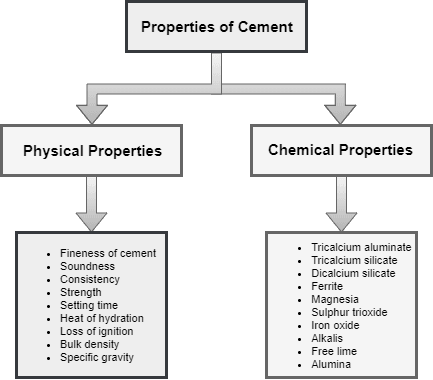 Properties of Cement
Physical Properties
Chemical Properties
Fineness of cement
Soundness
Consistency
Strength
Setting time
Heat of hydration
Loss of ignition
Bulk density
Specific gravity
Tricalcium aluminate
Tricalcium silicate
Dicalcium silicate
Ferrite
Magnesia
Sulphur trioxide
Iron oxide
Alkalis
Free lime
Alumina